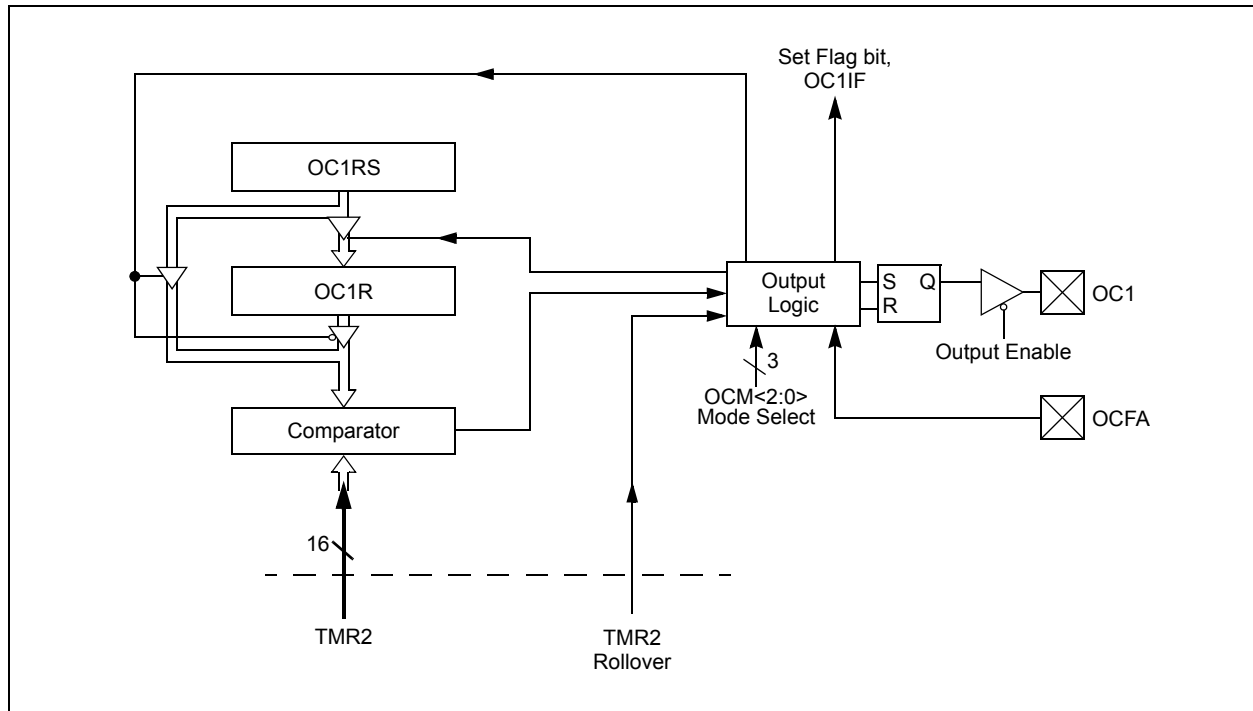 Set Flag bit,
OC1IF
OC1RS
OC1R
Output
Logic
S Q
R
OC1
Output Enable
3
OCM<2:0>
Mode Select
OCFA
Comparator
16
TMR2
TMR2
Rollover